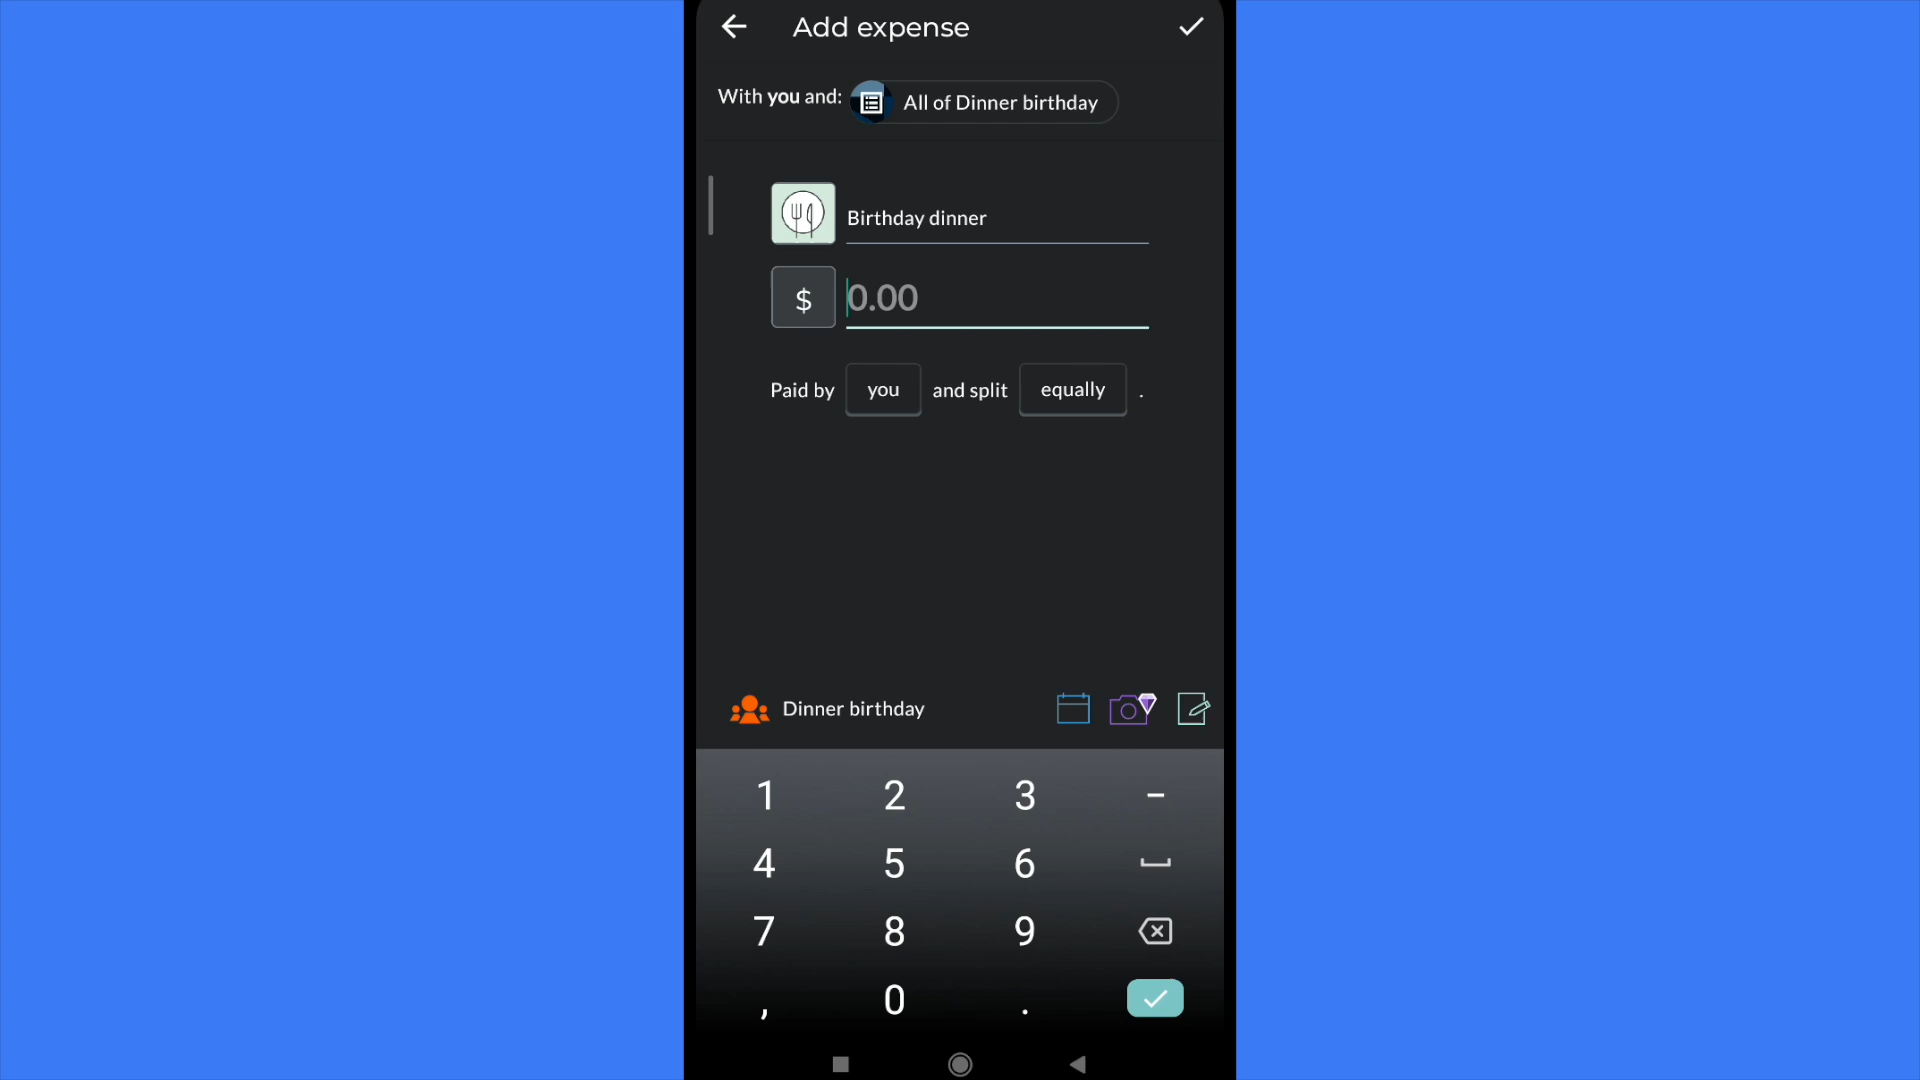 Add expense
With you and: All of Dinner birthday
Birthday dinner
$ 0.00
Paid by you and split equally .
Dinner birthday
1 2 3 -
4 5 6
7 8 9
, 0 .